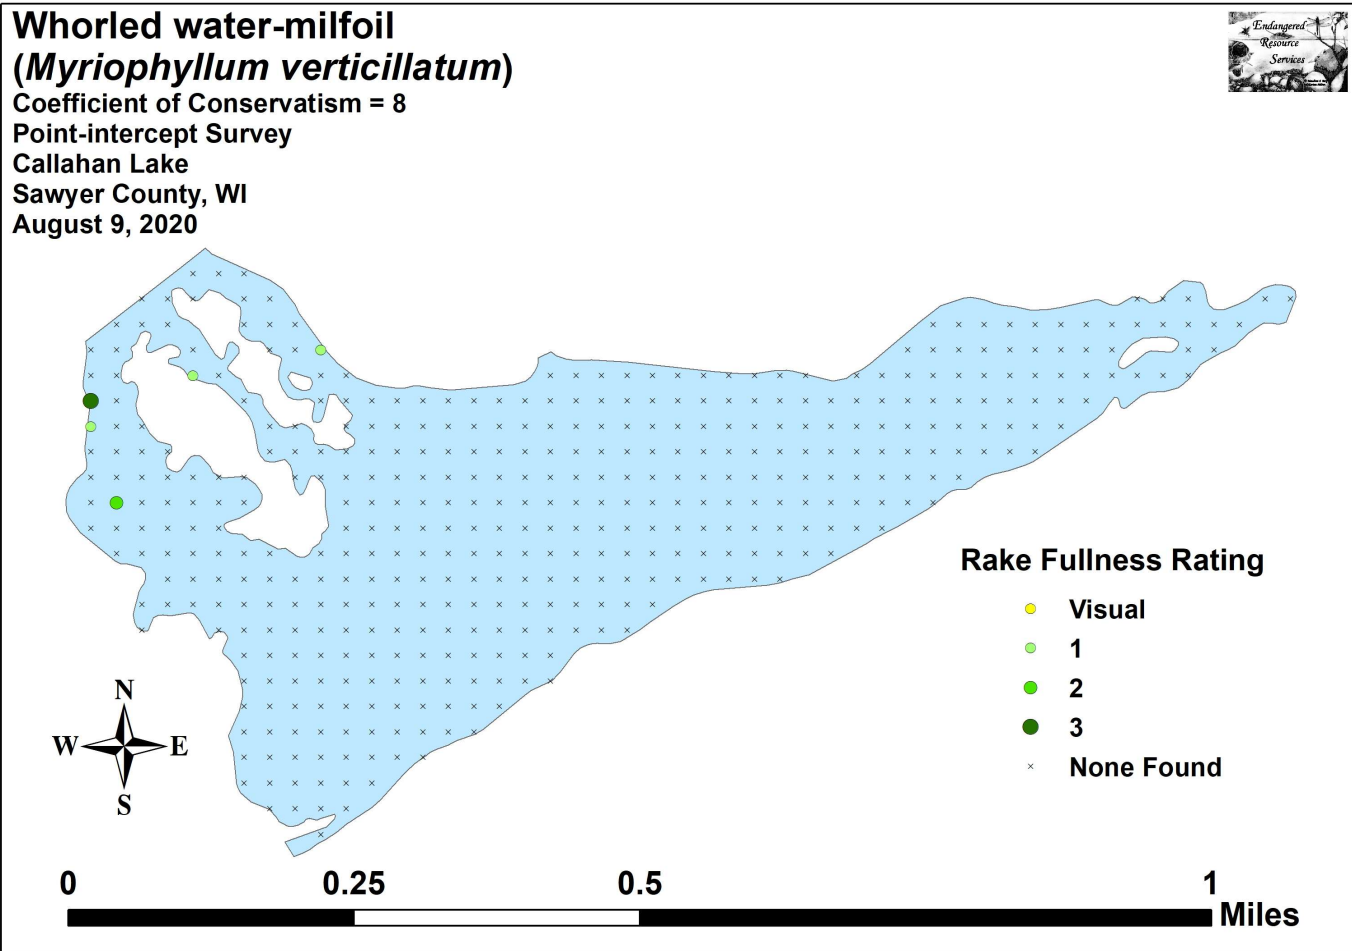 Whorled water-milfoil
(Myriophyllum verticillatum)
Coefficient of Conservatism = 8
Point-intercept Survey
Callahan Lake
Sawyer County, WI
August 9, 2020
Endangered
Resource
Services
Rake Fullness Rating
Visual
1
2
3
None Found
N
W E
S
0 0.25 0.5 1
Miles